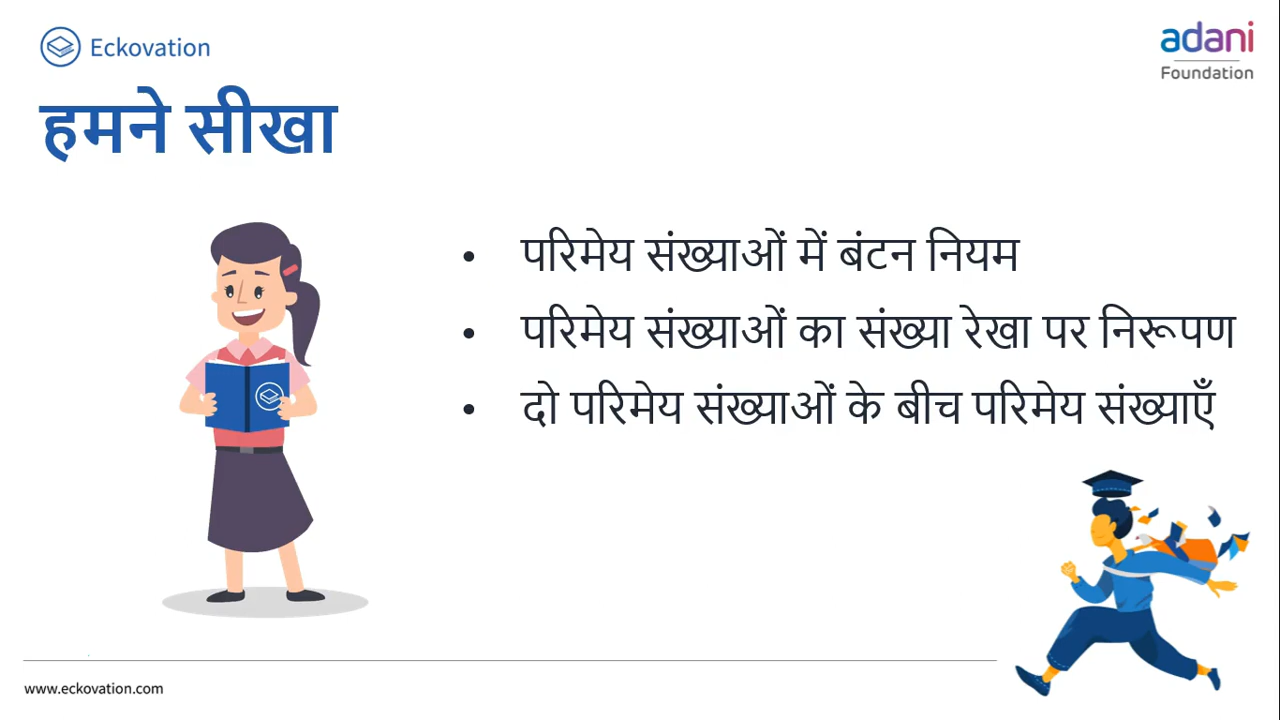 Eckovation
adani
Foundation
हमने सीखा
• परिमेय संख्याओं में बंटन नियम
• परिमेय संख्याओं का संख्या रेखा पर निरूपण
• दो परिमेय संख्याओं के बीच परिमेय संख्याएँ
www.eckovation.com